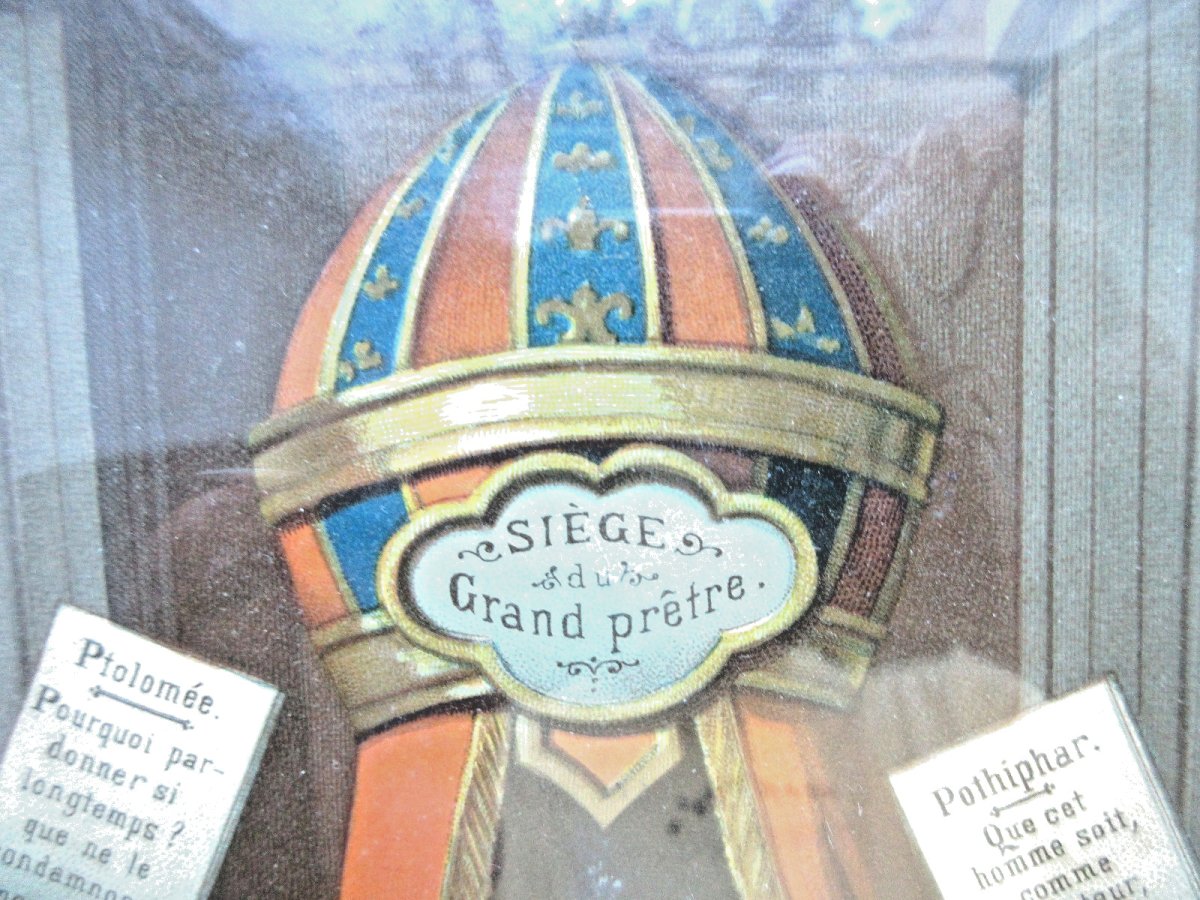 SIÈGE
du
Grand prêtre.
Ptolomée.
Pourquoi par-
donner si
longtemps ?
que ne le
Pothiphar.
Que cet
homme soit,
comme